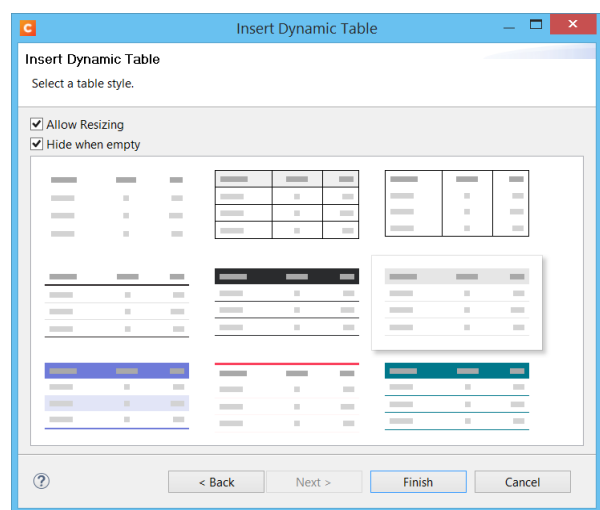 C
Insert Dynamic Table
Insert Dynamic Table
Select a table style.
Allow Resizing
Hide when empty
?
< Back
Next >
Finish
Cancel